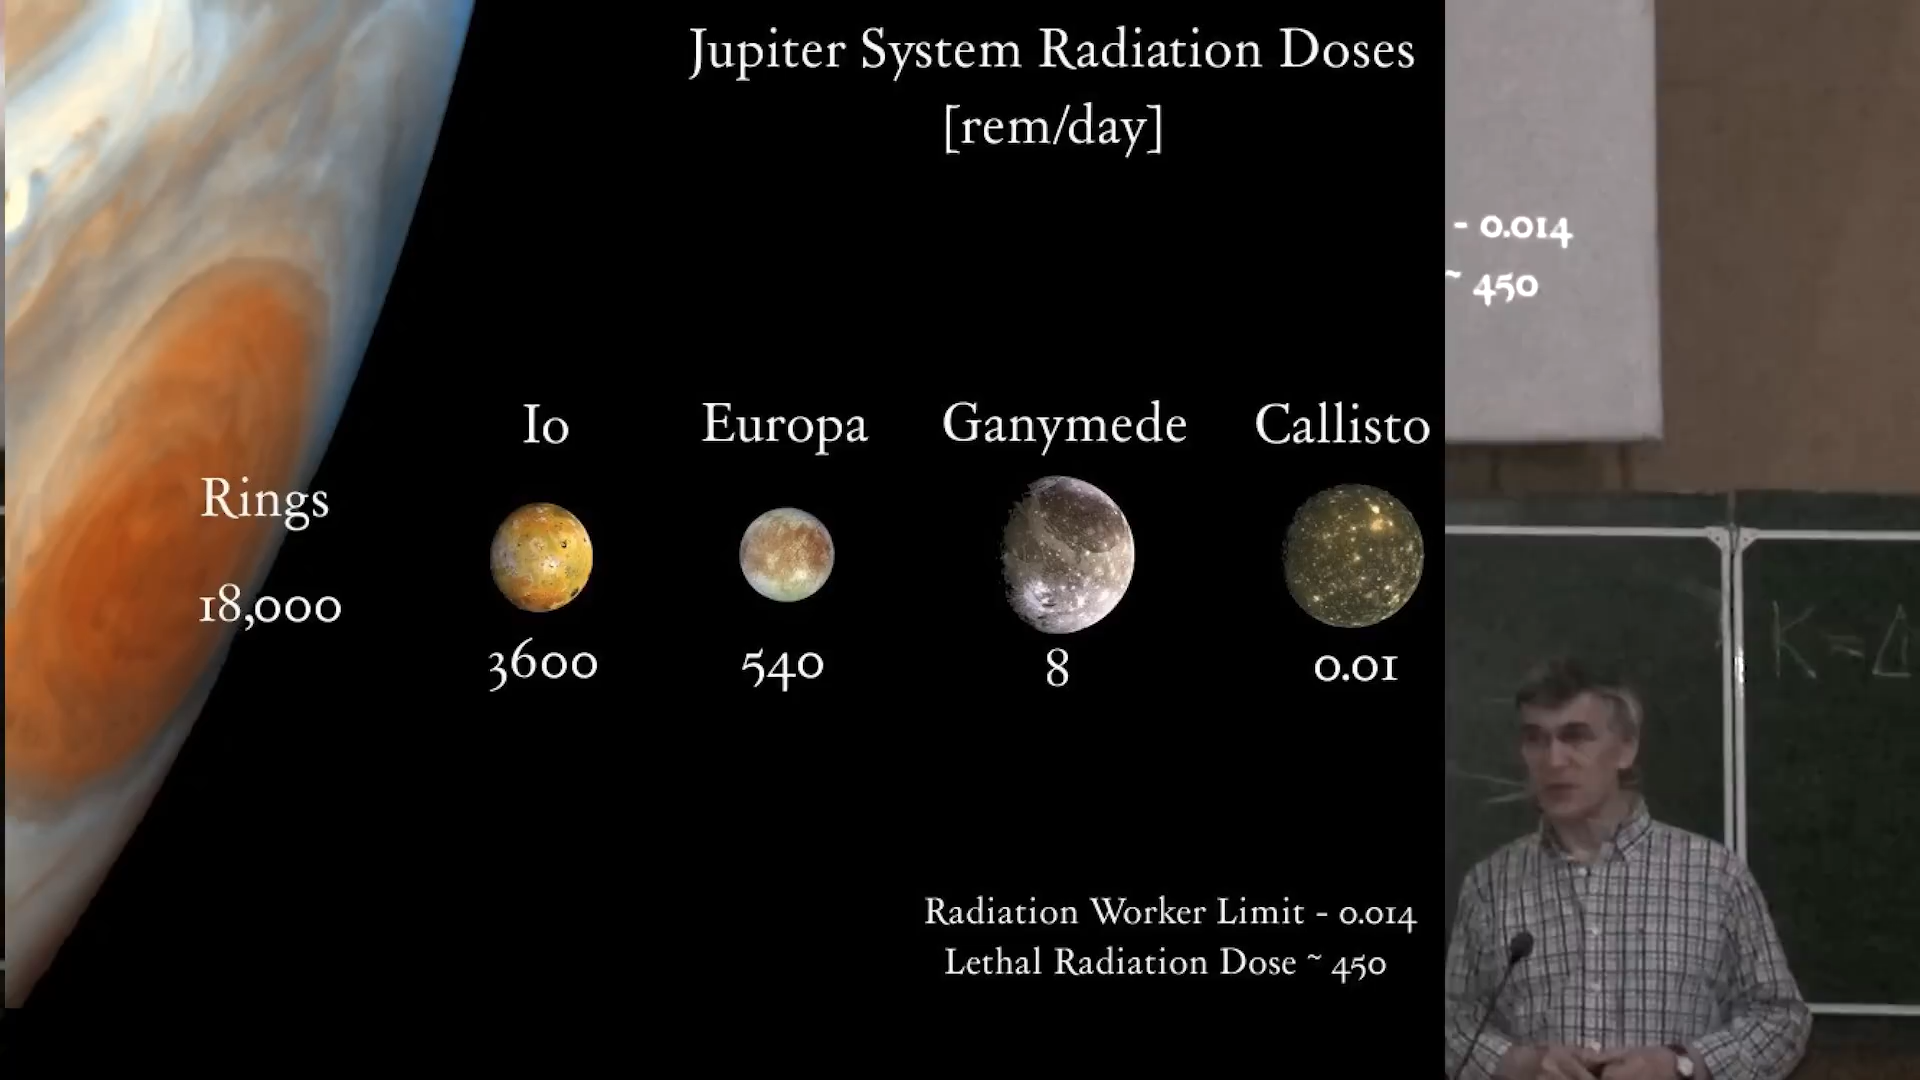 Jupiter System Radiation Doses
[rem/day]
Io
Europa
Ganymede
Callisto
Rings
18,000
3600
540
8
0.01
Radiation Worker Limit - 0.014
Lethal Radiation Dose ~ 450
- 0.014
~ 450
K = Δ